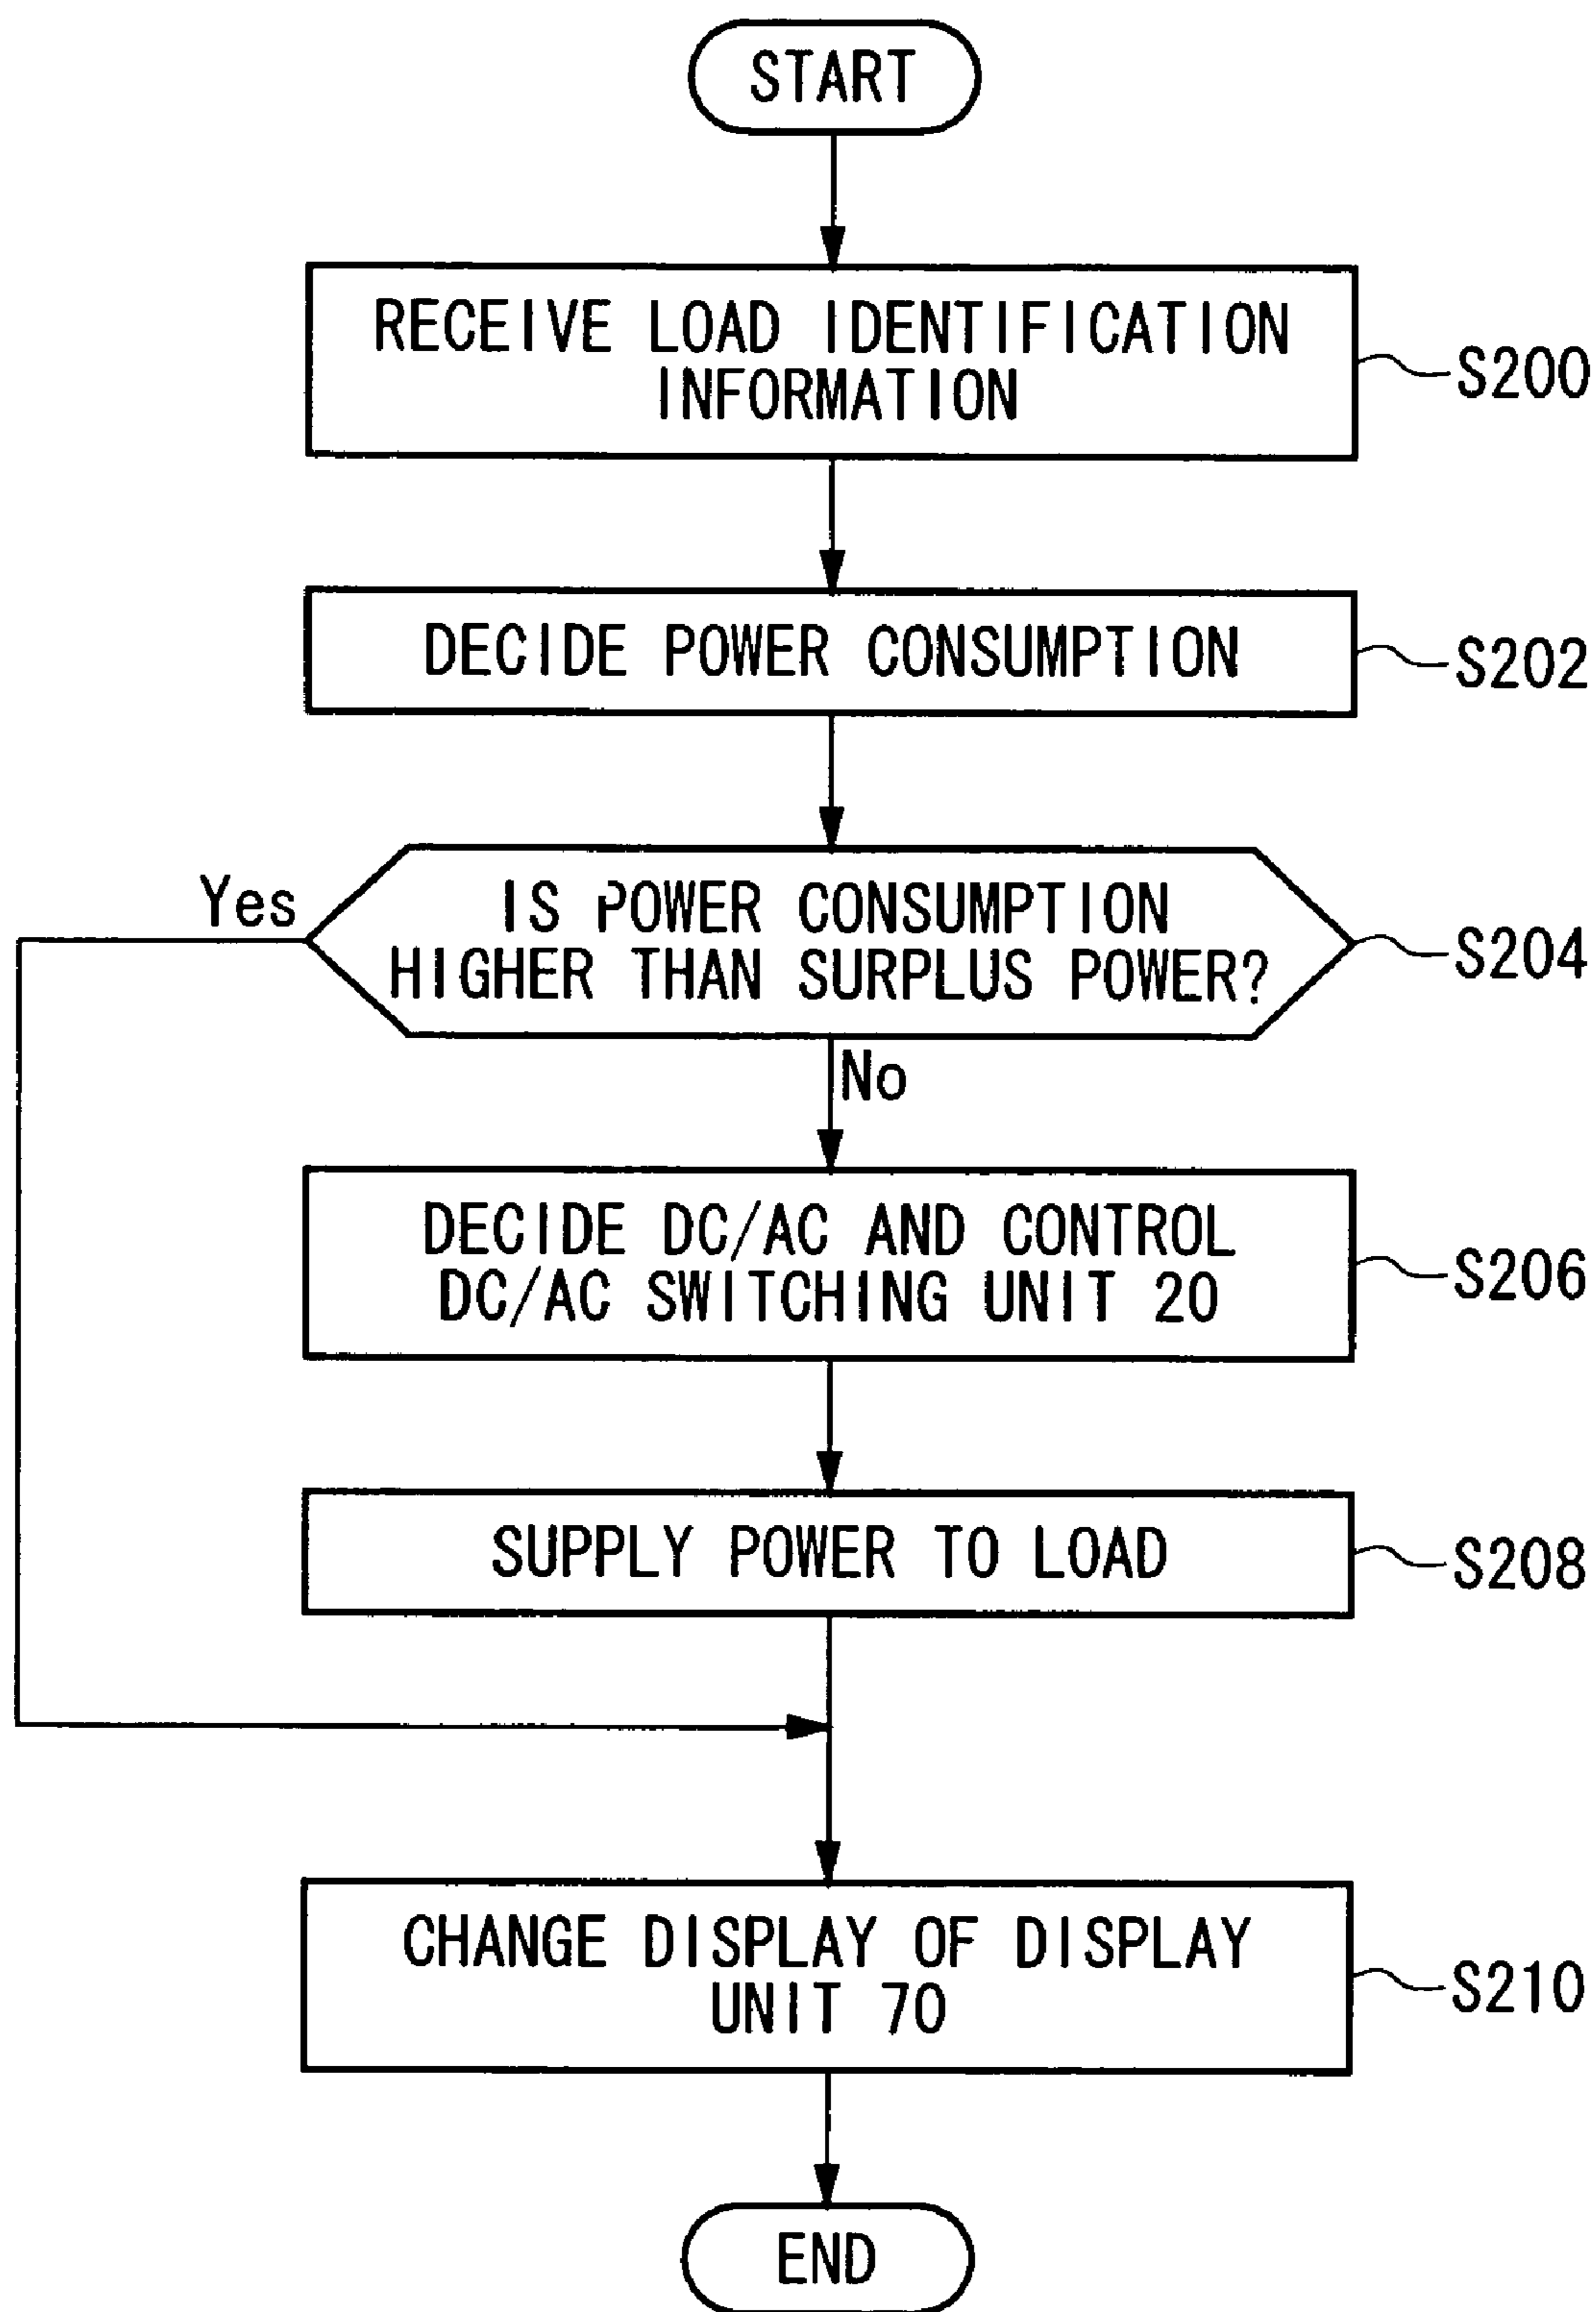 START
RECEIVE LOAD IDENTIFICATION
INFORMATION
S200
DECIDE POWER CONSUMPTION
S202
Yes
IS POWER CONSUMPTION
HIGHER THAN SURPLUS POWER?
S204
No
DECIDE DC/AC AND CONTROL
DC/AC SWITCHING UNIT 20
S206
SUPPLY POWER TO LOAD
S208
CHANGE DISPLAY OF DISPLAY
UNIT 70
S210
END